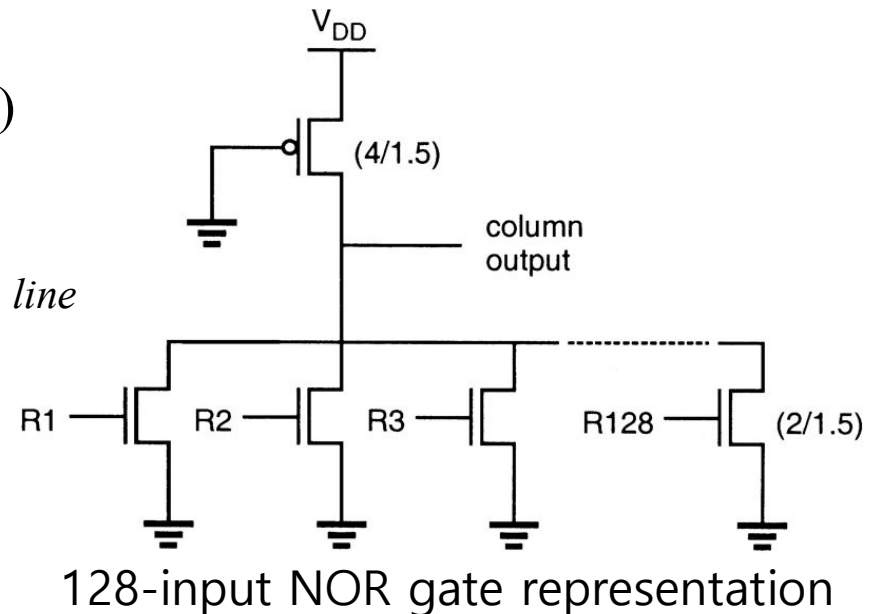 V_DD
)
(4/1.5)
column
output
line
R1
R2
R3
R128
(2/1.5)
128-input NOR gate representation